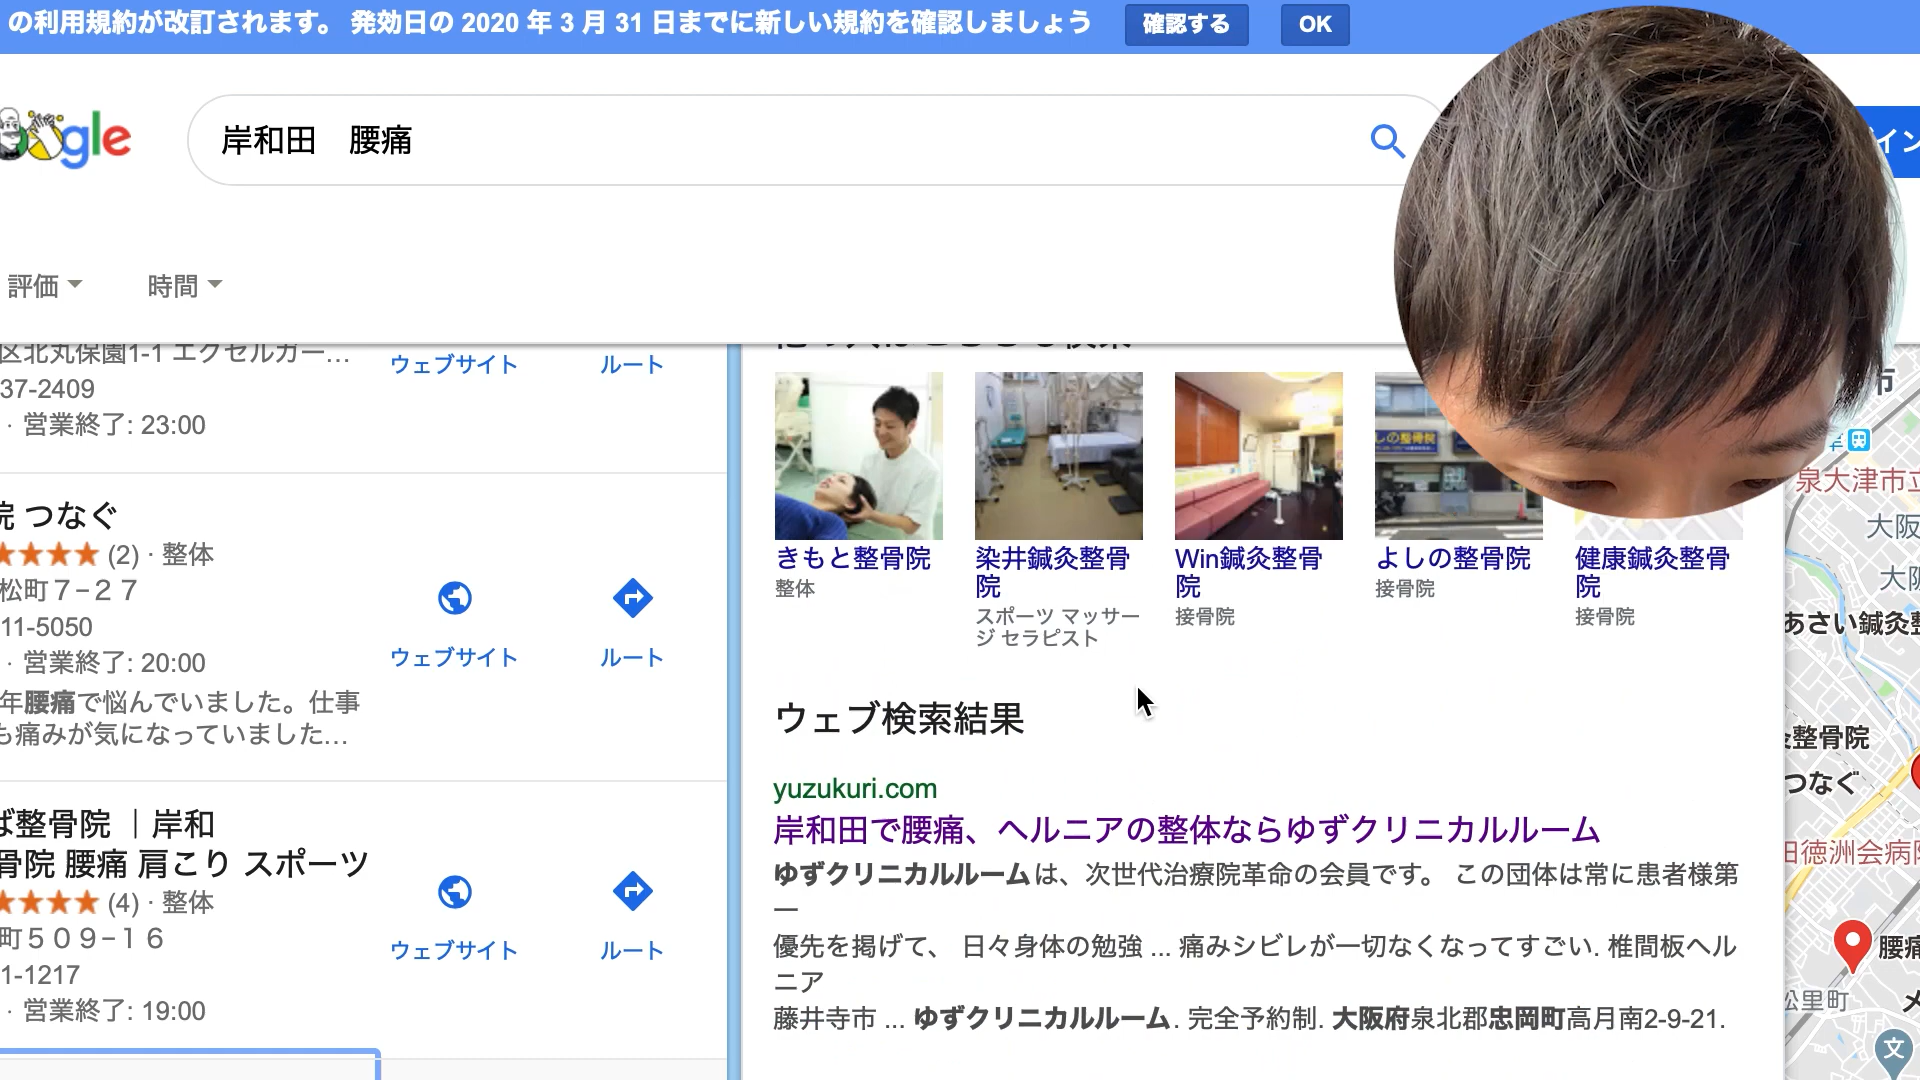 の利用規約が改訂されます。 発効日の 2020 年 3 月 31 日までに新しい規約を確認しましょう
確認する
OK
岸和田　腰痛
イン
評価
時間
区北丸保園1-1 エクセルガー...
37-2409
· 営業終了: 23:00
ウェブサイト
ルート
院 つなぐ
(2) · 整体
松町７−２７
11-5050
· 営業終了: 20:00
年腰痛で悩んでいました。仕事
も痛みが気になっていました...
ウェブサイト
ルート
ば整骨院 ｜岸和
骨院 腰痛 肩こり スポーツ
(4) · 整体
町５０９−１６
1-1217
· 営業終了: 19:00
ウェブサイト
ルート
きもと整骨院
整体
染井鍼灸整骨
院
スポーツ マッサー
ジ セラピスト
Win鍼灸整骨
院
接骨院
しの整骨院
よしの整骨院
接骨院
健康鍼灸整骨
院
接骨院
ウェブ検索結果
yuzukuri.com
岸和田で腰痛、ヘルニアの整体ならゆずクリニカルルーム
ゆずクリニカルルームは、次世代治療院革命の会員です。 この団体は常に患者様第
一
優先を掲げて、 日々身体の勉強 ... 痛みシビレが一切なくなってすごい. 椎間板ヘル
ニア
藤井寺市 ... ゆずクリニカルルーム. 完全予約制. 大阪府泉北郡忠岡町高月南2-9-21.
市
泉大津市立
大阪
大阪
あさい鍼灸整
整骨院
つなぐ
田徳洲会病院
腰痛
松里町
文